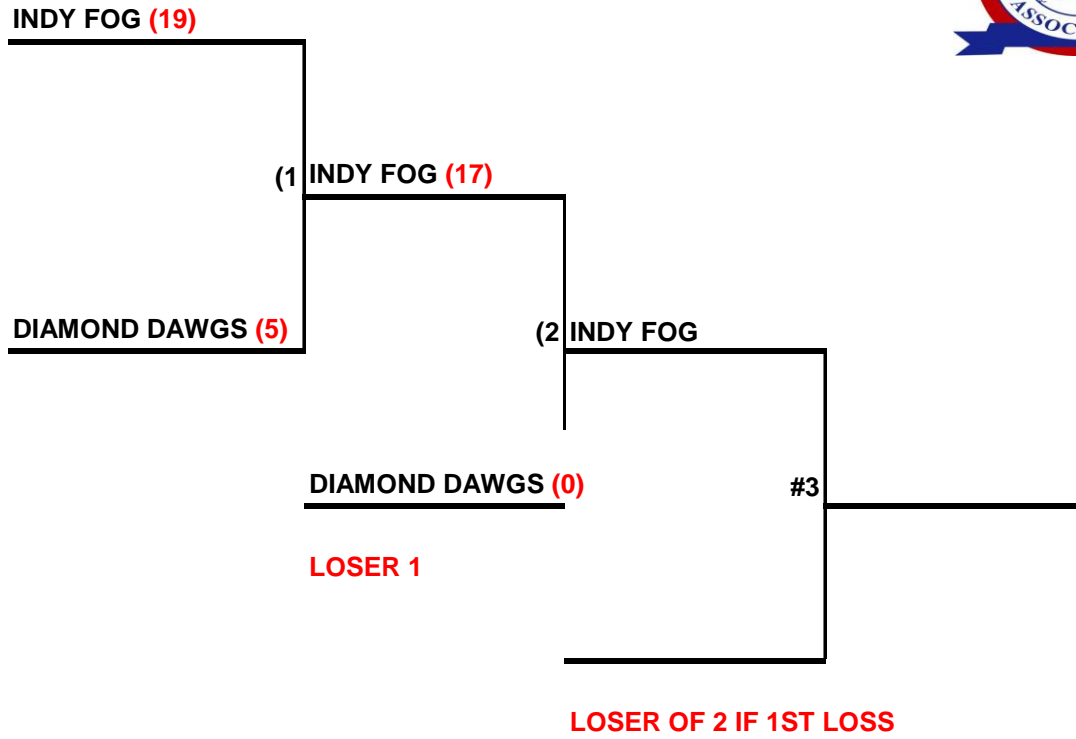 INDY FOG (19)
(1 INDY FOG (17)
DIAMOND DAWGS (5)
(2 INDY FOG
DIAMOND DAWGS (0)
#3
LOSER 1
LOSER OF 2 IF 1ST LOSS